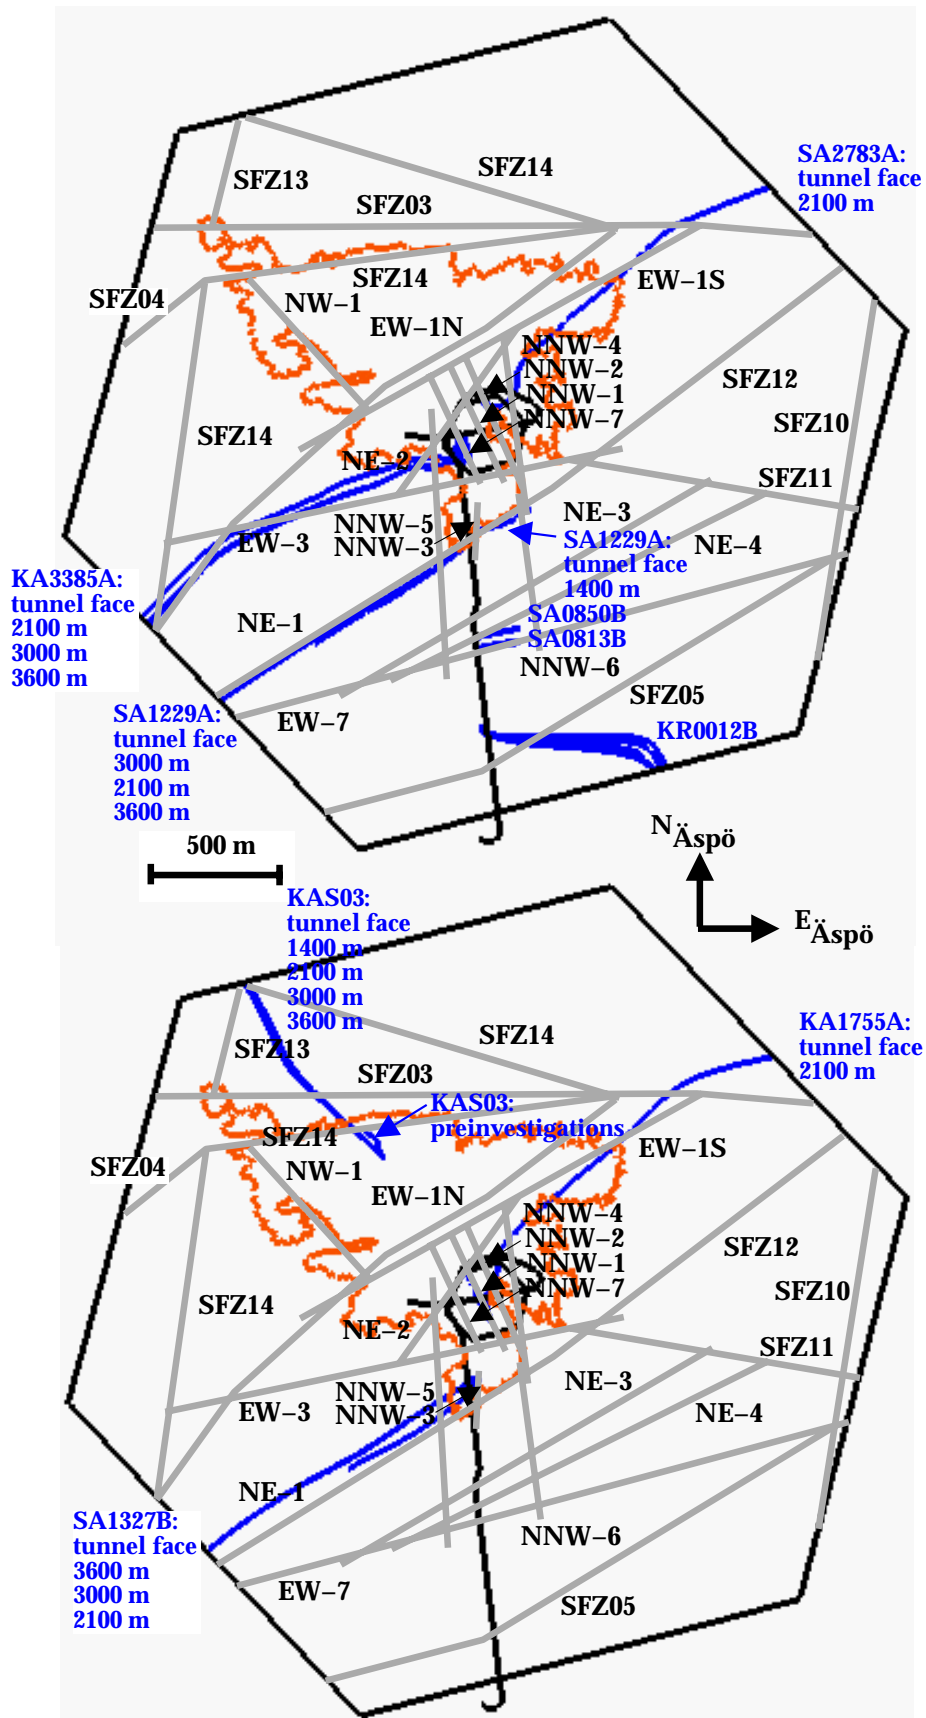 SA2783A:
tunnel face
2100 m
SFZ14
SFZ13
SFZ03
SFZ14
EW-1S
SFZ04
NW-1
EW-1N
NNW-4
NNW-2
NNW-1
NNW-7
SFZ12
SFZ10
SFZ14
NE-2
SFZ11
NNW-5
NNW-3
NE-3
EW-3
SA1229A:
tunnel face
1400 m
NE-4
KA3385A:
tunnel face
2100 m
3000 m
3600 m
NE-1
SA0850B
SA0813B
NNW-6
SFZ05
SA1229A:
tunnel face
3000 m
2100 m
3600 m
EW-7
KR0012B
500 m
N Äspö
E Äspö
KAS03:
tunnel face
1400 m
2100 m
3000 m
3600 m
KA1755A:
tunnel face
2100 m
SFZ14
SFZ13
SFZ03
KAS03:
preinvestigations
SFZ14
EW-1S
SFZ04
NW-1
EW-1N
NNW-4
NNW-2
NNW-1
NNW-7
SFZ12
SFZ10
SFZ14
NE-2
SFZ11
NNW-5
NNW-3
NE-3
EW-3
NE-4
NE-1
SA1327B:
tunnel face
3600 m
3000 m
2100 m
NNW-6
EW-7
SFZ05